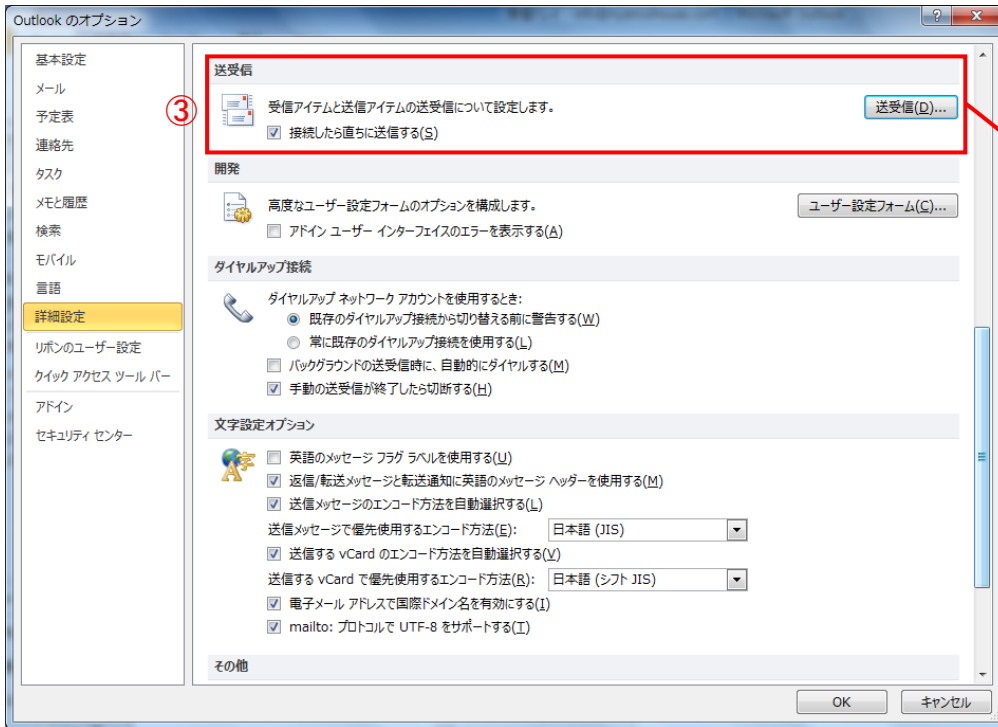 Outlook のオプション
基本設定
メール
予定表
連絡先
タスク
メモと履歴
検索
モバイル
言語
詳細設定
リボンのユーザー設定
クイック アクセス ツール バー
アドイン
セキュリティ センター
③
送受信
受信アイテムと送信アイテムの送受信について設定します。
送受信(D)...
接続したら直ちに送信する(S)
開発
高度なユーザー設定フォームのオプションを構成します。
ユーザー設定フォーム(C)...
アドイン ユーザー インターフェイスのエラーを表示する(A)
ダイヤルアップ接続
ダイヤルアップ ネットワーク アカウントを使用するとき:
既存のダイヤルアップ接続から切り替える前に警告する(W)
常に既存のダイヤルアップ接続を使用する(L)
バックグラウンドの送受信時に、自動的にダイヤルする(M)
手動の送受信が終了したら切断する(H)
文字設定オプション
英語のメッセージ フラグ ラベルを使用する(U)
返信/転送メッセージと転送通知に英語のメッセージ ヘッダーを使用する(M)
送信メッセージのエンコード方法を自動選択する(L)
送信メッセージで優先使用するエンコード方法(E): 日本語 (JIS)
送信する vCard のエンコード方法を自動選択する(V)
送信する vCard で優先使用するエンコード方法(R): 日本語 (シフト JIS)
電子メール アドレスで国際ドメイン名を有効にする(I)
mailto: プロトコルで UTF-8 をサポートする(T)
その他
OK
キャンセル